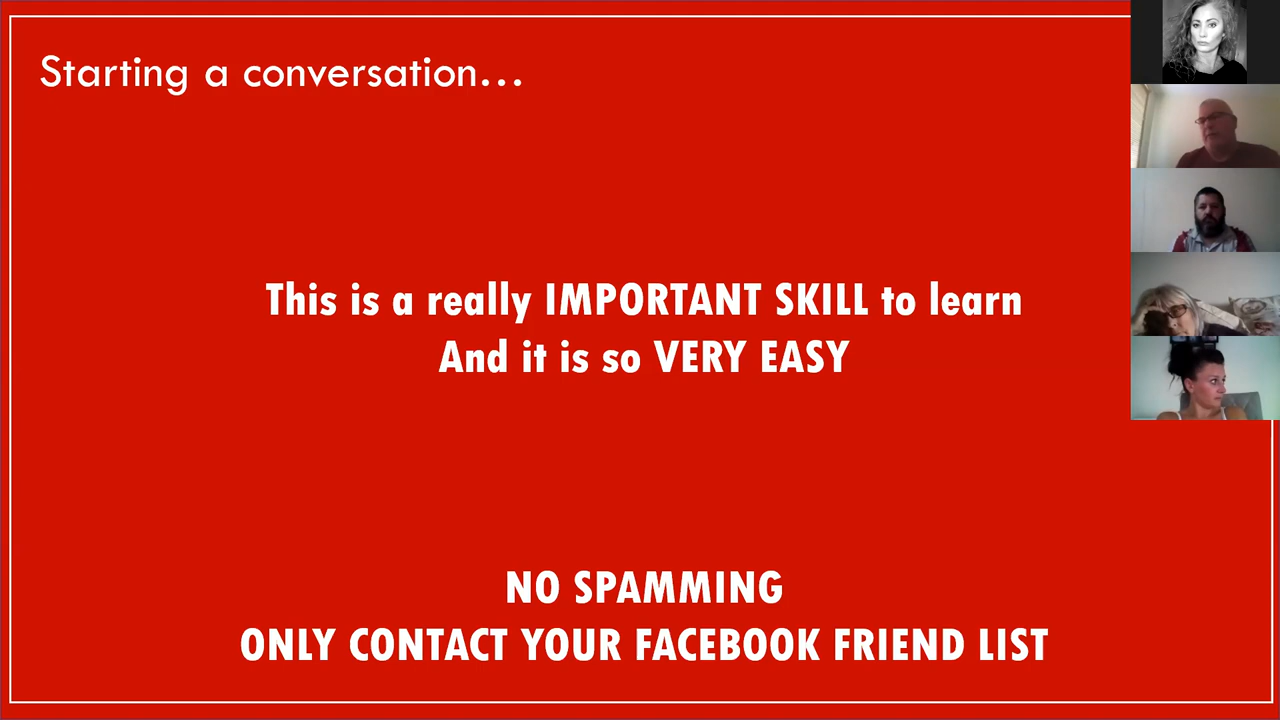 Starting a conversation...
This is a really IMPORTANT SKILL to learn
And it is so VERY EASY
NO SPAMMING
ONLY CONTACT YOUR FACEBOOK FRIEND LIST